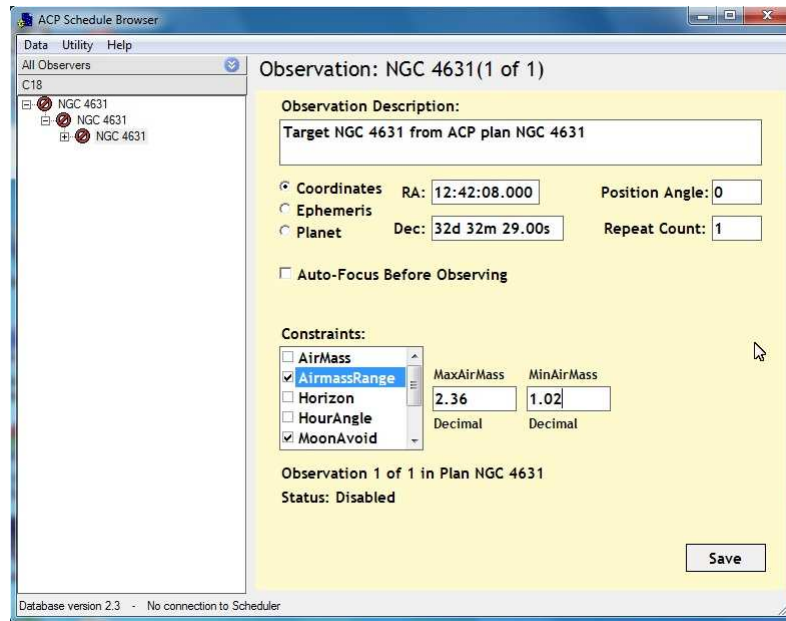 ACP Schedule Browser
Data Utility Help
All Observers
C18
NGC 4631
NGC 4631
NGC 4631
Observation: NGC 4631(1 of 1)
Observation Description:
Target NGC 4631 from ACP plan NGC 4631
Coordinates RA: 12:42:08.000 Position Angle: 0
Ephemeris
Planet Dec: 32d 32m 29.00s Repeat Count: 1
Auto-Focus Before Observing
Constraints:
AirMass
AirmassRange
Horizon
HourAngle
MoonAvoid
MaxAirMass MinAirMass
2.36 1.02
Decimal Decimal
Observation 1 of 1 in Plan NGC 4631
Status: Disabled
Save
Database version 2.3 - No connection to Scheduler